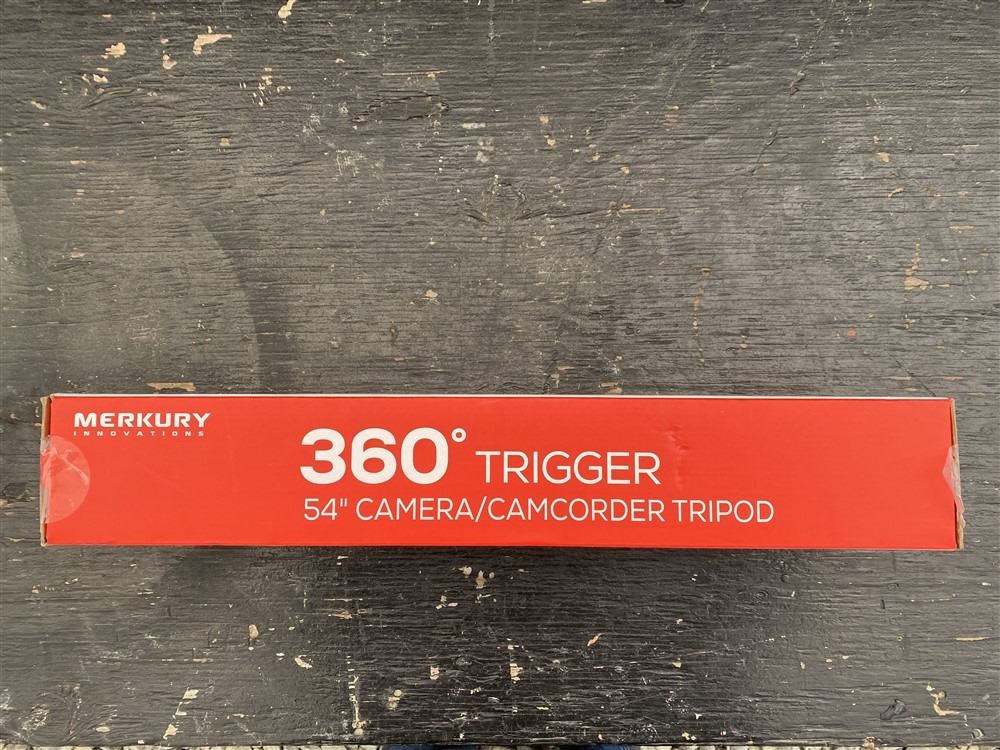 MERKURY
INNOVATIONS
360° TRIGGER
54" CAMERA/CAMCORDER TRIPOD